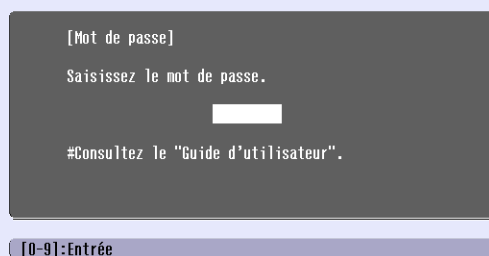 [Mot de passe]
Saisissez le mot de passe.
#Consultez le "Guide d'utilisateur".
[0-9]:Entrée